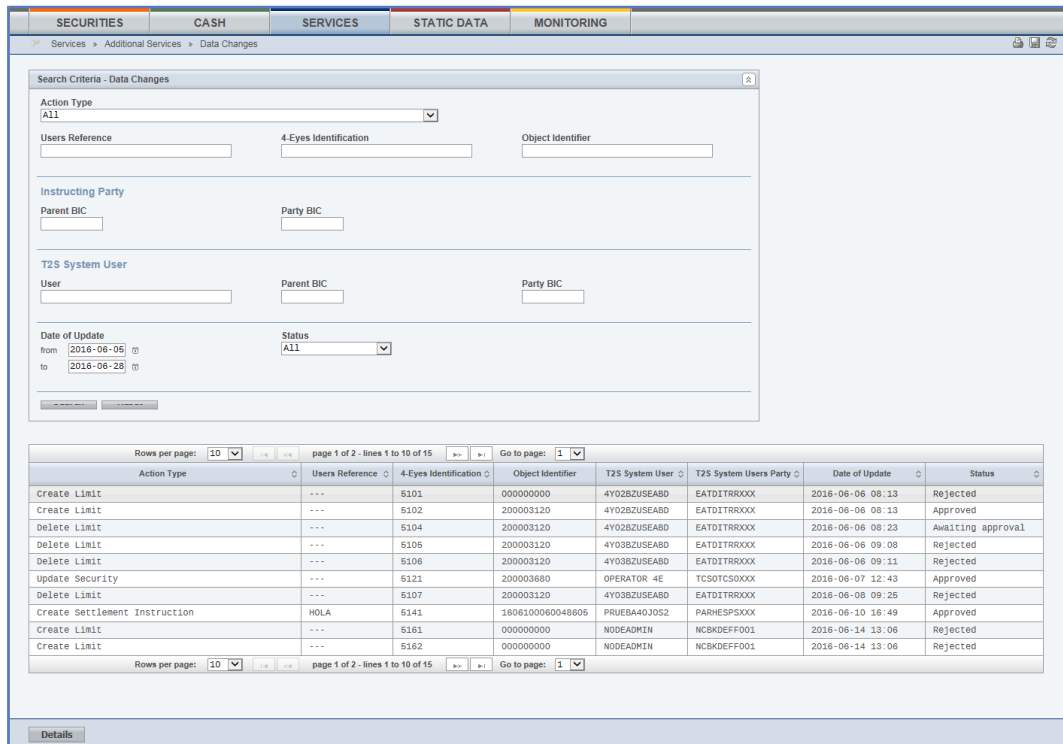 SECURITIES CASH SERVICES STATIC DATA MONITORING
Services » Additional Services » Data Changes
Search Criteria - Data Changes
Action Type
All
Users Reference 4-Eyes Identification Object Identifier
Instructing Party
Parent BIC Party BIC
T2S System User
User Parent BIC Party BIC
Date of Update Status
from 2016-06-05 All
to 2016-06-28
Rows per page: 10 page 1 of 2 - lines 1 to 10 of 15 Go to page: 1
Action Type Users Reference 4-Eyes Identification Object Identifier T2S System User T2S System Users Party Date of Update Status
Create Limit --- 5101 000000000 4Y02BZUSEABD EATDITRRXXX 2016-06-06 08:13 Rejected
Create Limit --- 5102 200003120 4Y02BZUSEABD EATDITRRXXX 2016-06-06 08:13 Approved
Delete Limit --- 5104 200003120 4Y02BZUSEABD EATDITRRXXX 2016-06-06 08:23 Awaiting approval
Delete Limit --- 5105 200003120 4Y03BZUSEABD EATDITRRXXX 2016-06-06 09:08 Rejected
Delete Limit --- 5106 200003120 4Y03BZUSEABD EATDITRRXXX 2016-06-06 09:11 Rejected
Update Security --- 5121 200003680 OPERATOR 4E TCSOTCSOXXX 2016-06-07 12:43 Approved
Delete Limit --- 5107 200003120 4Y03BZUSEABD EATDITRRXXX 2016-06-08 09:25 Rejected
Create Settlement Instruction HOLA 5141 1606100060048605 PRUEBA40J0S2 PARHESPSXXX 2016-06-10 16:49 Approved
Create Limit --- 5161 000000000 NODEADMIN NCBKDEFFO01 2016-06-14 13:06 Rejected
Create Limit --- 5162 000000000 NODEADMIN NCBKDEFFO01 2016-06-14 13:06 Rejected
Rows per page: 10 page 1 of 2 - lines 1 to 10 of 15 Go to page: 1
Details